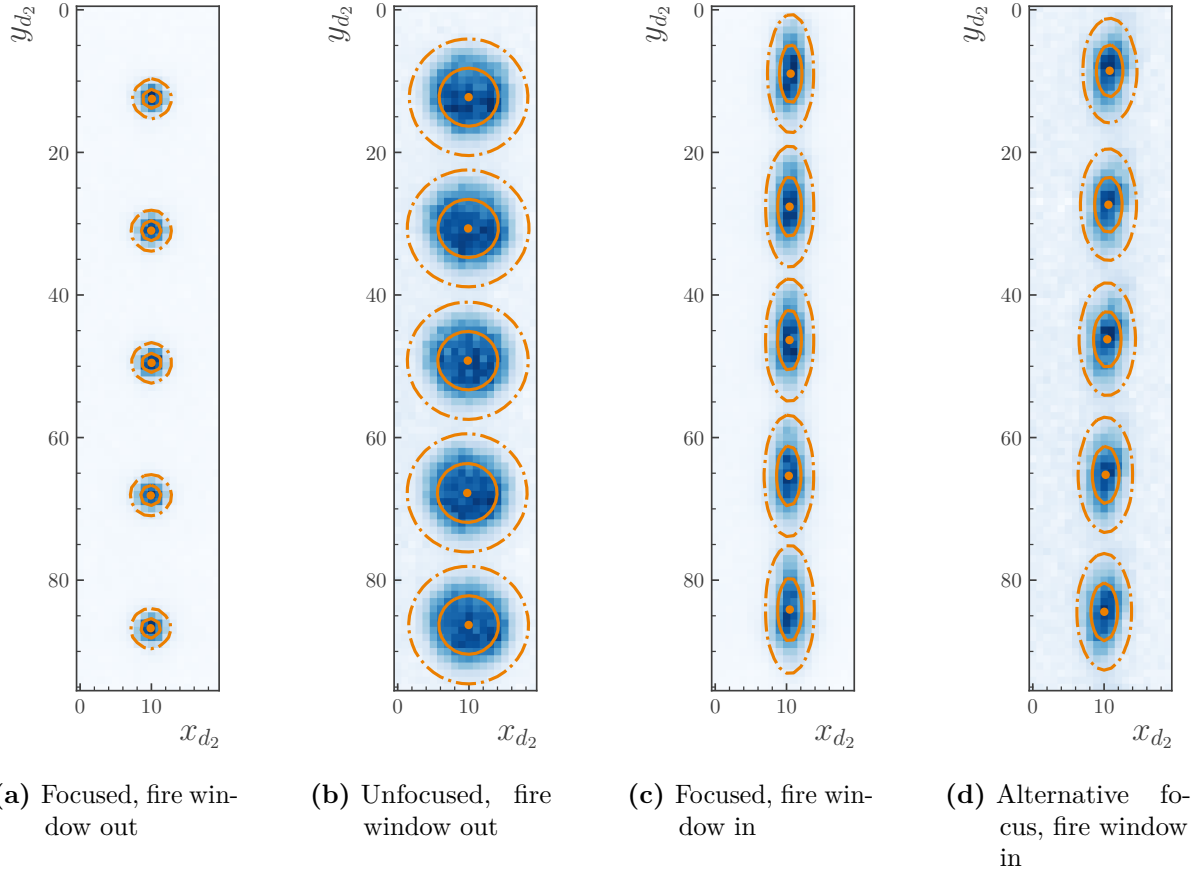 0
20
40
60
80
0
10
y_{d_2}
x_{d_2}
0
20
40
60
80
0
10
y_{d_2}
x_{d_2}
0
20
40
60
80
0
10
y_{d_2}
x_{d_2}
0
20
40
60
80
0
10
y_{d_2}
x_{d_2}
(a) Focused, fire win-
dow out
(b) Unfocused, fire
window out
(c) Focused, fire win-
dow in
(d) Alternative fo-
cus, fire window
in